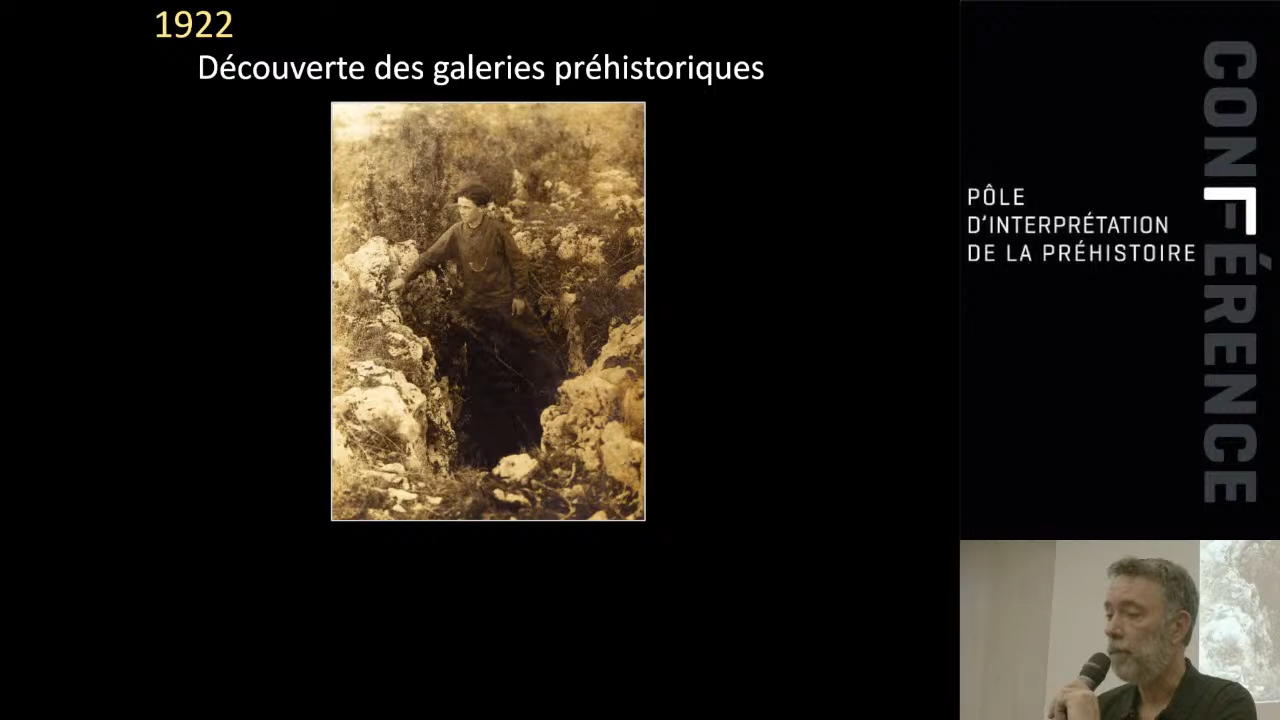 1922
Découverte des galeries préhistoriques
PÔLE
D'INTERPRÉTATION
DE LA PRÉHISTOIRE
CONFÉRENCE